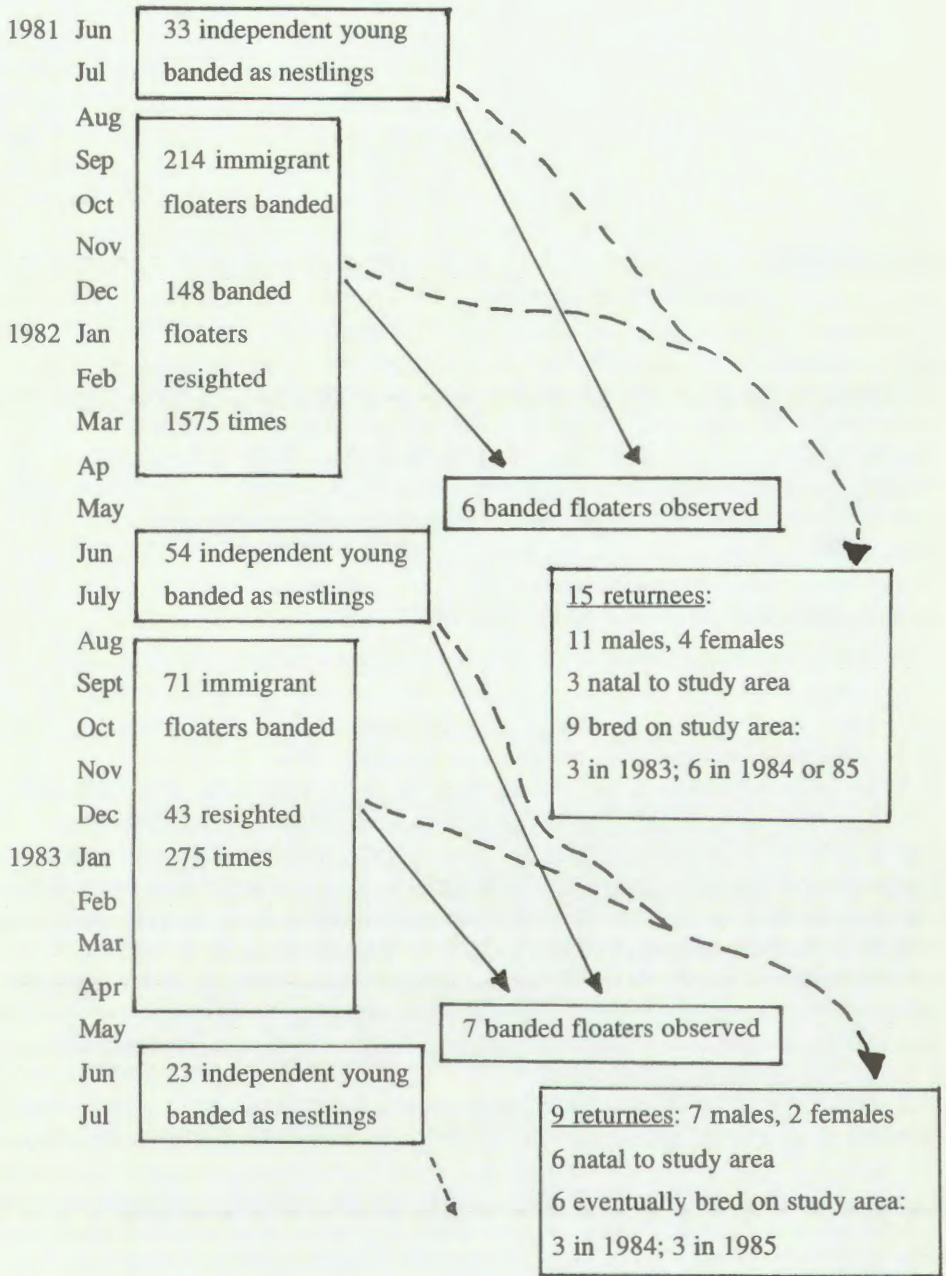 1981 Jun 33 independent young
Jul banded as nestlings
Aug
Sep 214 immigrant
Oct floaters banded
Nov
Dec 148 banded
1982 Jan floaters
Feb resighted
Mar 1575 times
Ap
May 6 banded floaters observed
Jun 54 independent young
July banded as nestlings
15 returnees:
11 males, 4 females
3 natal to study area
9 bred on study area:
3 in 1983; 6 in 1984 or 85
Aug
Sept 71 immigrant
Oct floaters banded
Nov
Dec 43 resighted
1983 Jan 275 times
Feb
Mar
Apr
May 7 banded floaters observed
Jun 23 independent young
Jul banded as nestlings
9 returnees: 7 males, 2 females
6 natal to study area
6 eventually bred on study area:
3 in 1984; 3 in 1985